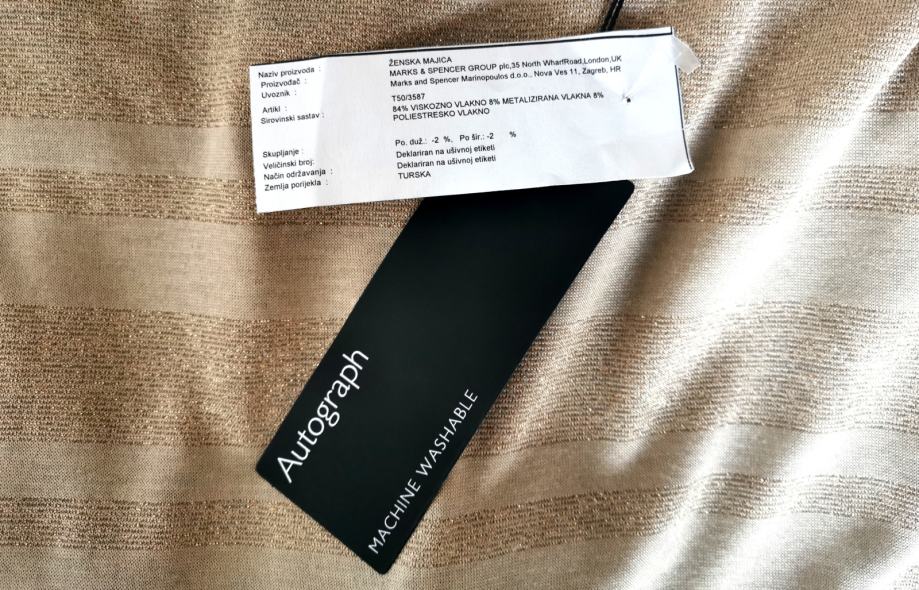 Naziv proizvoda : ŽENSKA MAJICA
Proizvođač : MARKS & SPENCER GROUP plc,35 North WharfRoad,London,UK
Uvoznik : Marks and Spencer Marinopoulos d.o.o., Nova Ves 11, Zagreb, HR
Artikl : T50/3587
Sirovinski sastav : 84% VISKOZNO VLAKNO 8% METALIZIRANA VLAKNA 8%
POLIESTRESKO VLAKNO
Skupljanje : Po. duž.: -2 %, Po šir.: -2 %
Veličinski broj: Deklariran na ušivnoj etiketi
Način održavanja : Deklariran na ušivnoj etiketi
Zemlja porijekla : TURSKA
Autograph
MACHINE WASHABLE